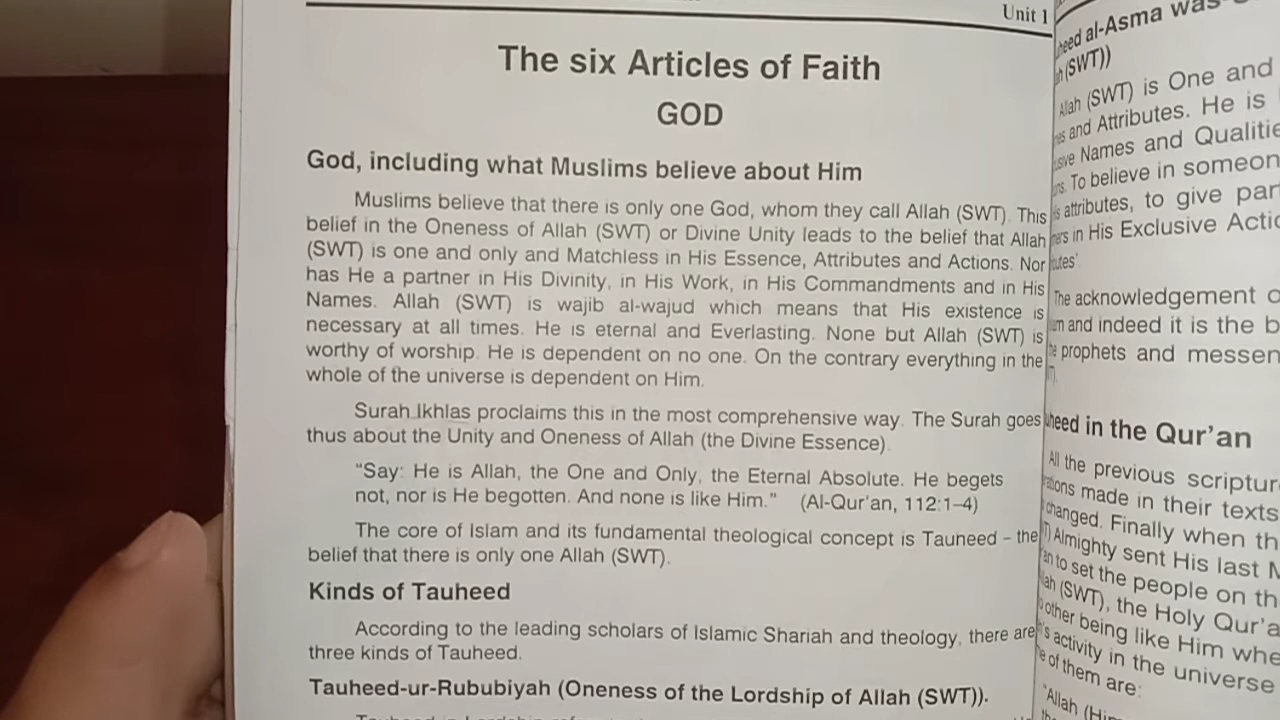 Unit 1
The six Articles of Faith
GOD
God, including what Muslims believe about Him
Muslims believe that there is only one God, whom they call Allah (SWT). This
belief in the Oneness of Allah (SWT) or Divine Unity leads to the belief that Allah
(SWT) is one and only and Matchless in His Essence, Attributes and Actions. Nor
has He a partner in His Divinity, in His Work, in His Commandments and in His
Names. Allah (SWT) is wajib al-wajud which means that His existence is
necessary at all times. He is eternal and Everlasting. None but Allah (SWT) is
worthy of worship. He is dependent on no one. On the contrary everything in the
whole of the universe is dependent on Him.
Surah Ikhlas proclaims this in the most comprehensive way. The Surah goes
thus about the Unity and Oneness of Allah (the Divine Essence).
“Say: He is Allah, the One and Only, the Eternal Absolute. He begets
not, nor is He begotten. And none is like Him.” (Al-Qur’an, 112:1–4)
The core of Islam and its fundamental theological concept is Tauheed – the
belief that there is only one Allah (SWT).
Kinds of Tauheed
According to the leading scholars of Islamic Shariah and theology, there are
three kinds of Tauheed.
Tauheed-ur-Rububiyah (Oneness of the Lordship of Allah (SWT)).
al-Asma
(SWT))
Allah (SWT) is One and
and Attributes. He is
Names and
To believe in
attributes, to give
in His Exclusive
The acknowledgement
and indeed it is the
prophets and
in the Qur’an
All the previous
made in their texts
changed. Finally when
Almighty sent His last
to set the people on
(SWT), the Holy
other being like Him
activity in the universe
of them are:
“Allah